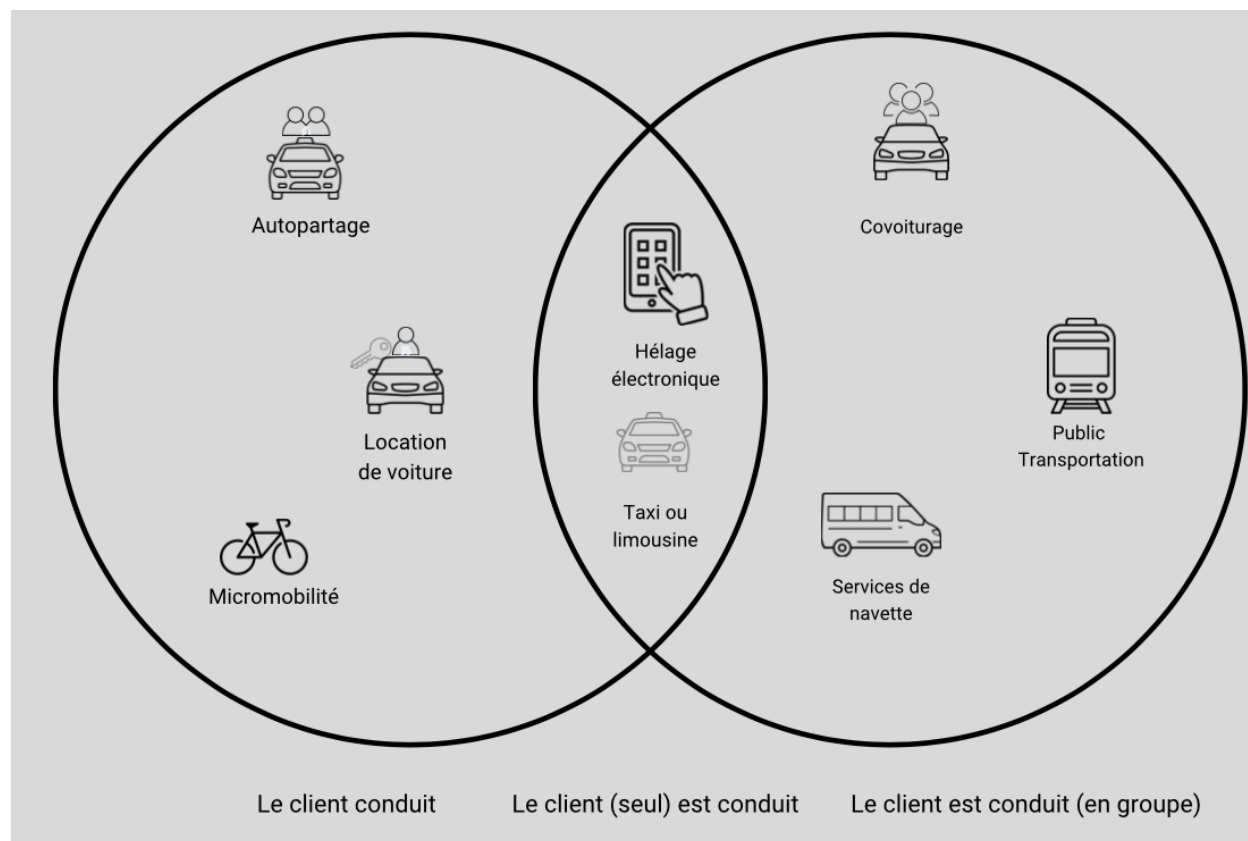 Autopartage
Location
de voiture
Micromobilité
Hélage
électronique
Taxi ou
limousine
Covoiturage
Public
Transportation
Services de
navette
Le client conduit
Le client (seul) est conduit
Le client est conduit (en groupe)